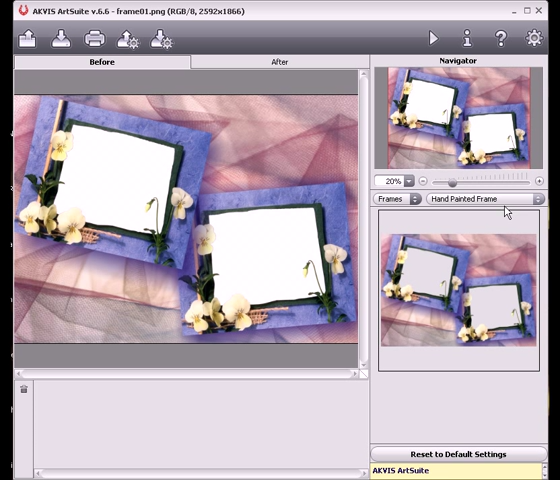 AKVIS ArtSuite v.6.6 - frame01.png (RGB/8, 2592x1866)
Before
After
Navigator
20%
Frames
Hand Painted Frame
Reset to Default Settings
AKVIS ArtSuite